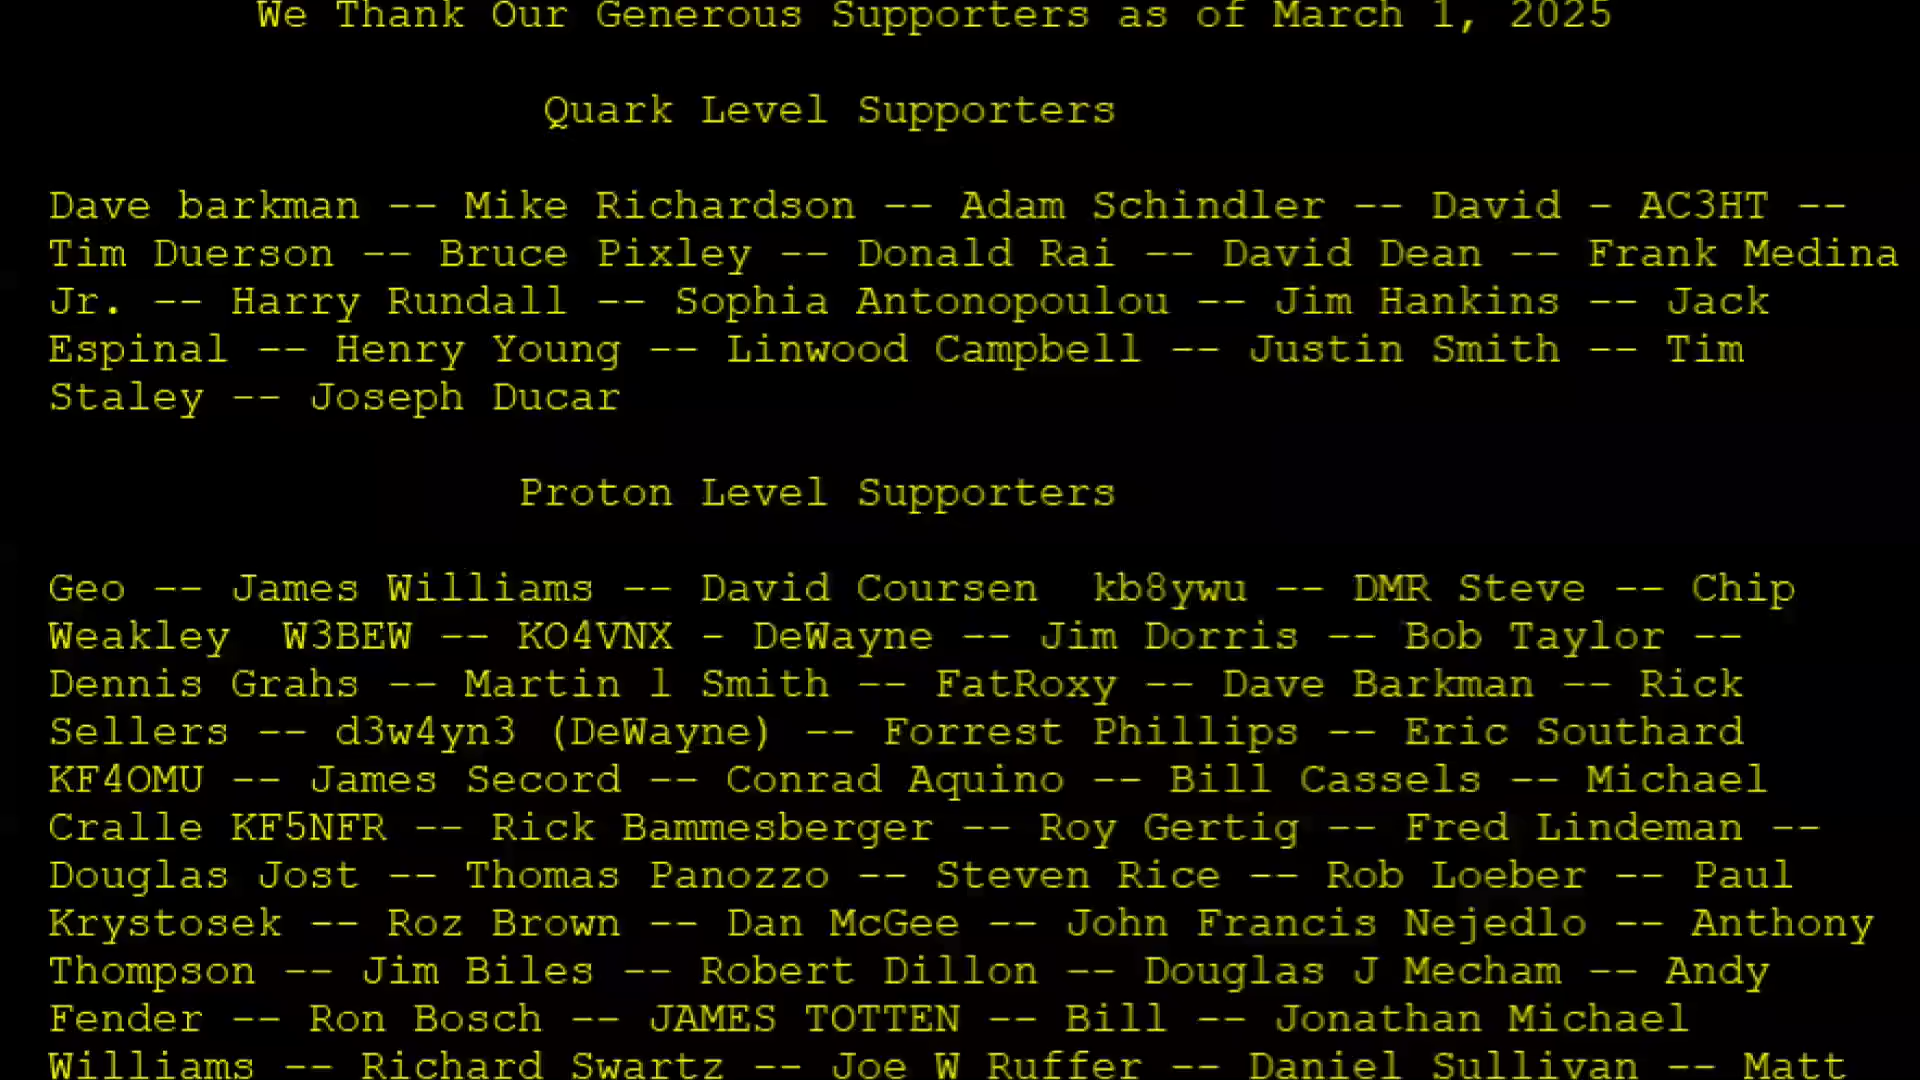 We Thank Our Generous Supporters as of March 1, 2025
Quark Level Supporters
Dave barkman -- Mike Richardson -- Adam Schindler -- David - AC3HT --
Tim Duerson -- Bruce Pixley -- Donald Rai -- David Dean -- Frank Medina
Jr. -- Harry Rundall -- Sophia Antonopoulou -- Jim Hankins -- Jack
Espinal -- Henry Young -- Linwood Campbell -- Justin Smith -- Tim
Staley -- Joseph Ducar
Proton Level Supporters
Geo -- James Williams -- David Coursen  kb8ywu -- DMR Steve -- Chip
Weakley  W3BEW -- KO4VNX - DeWayne -- Jim Dorris -- Bob Taylor --
Dennis Grahs -- Martin l Smith -- FatRoxy -- Dave Barkman -- Rick
Sellers -- d3w4yn3 (DeWayne) -- Forrest Phillips -- Eric Southard
KF4OMU -- James Secord -- Conrad Aquino -- Bill Cassels -- Michael
Cralle KF5NFR -- Rick Bammesberger -- Roy Gertig -- Fred Lindeman --
Douglas Jost -- Thomas Panozzo -- Steven Rice -- Rob Loeber -- Paul
Krystosek -- Roz Brown -- Dan McGee -- John Francis Nejedlo -- Anthony
Thompson -- Jim Biles -- Robert Dillon -- Douglas J Mecham -- Andy
Fender -- Ron Bosch -- JAMES TOTTEN -- Bill -- Jonathan Michael
Williams -- Richard Swartz -- Joe W Ruffer -- Daniel Sullivan -- Matt